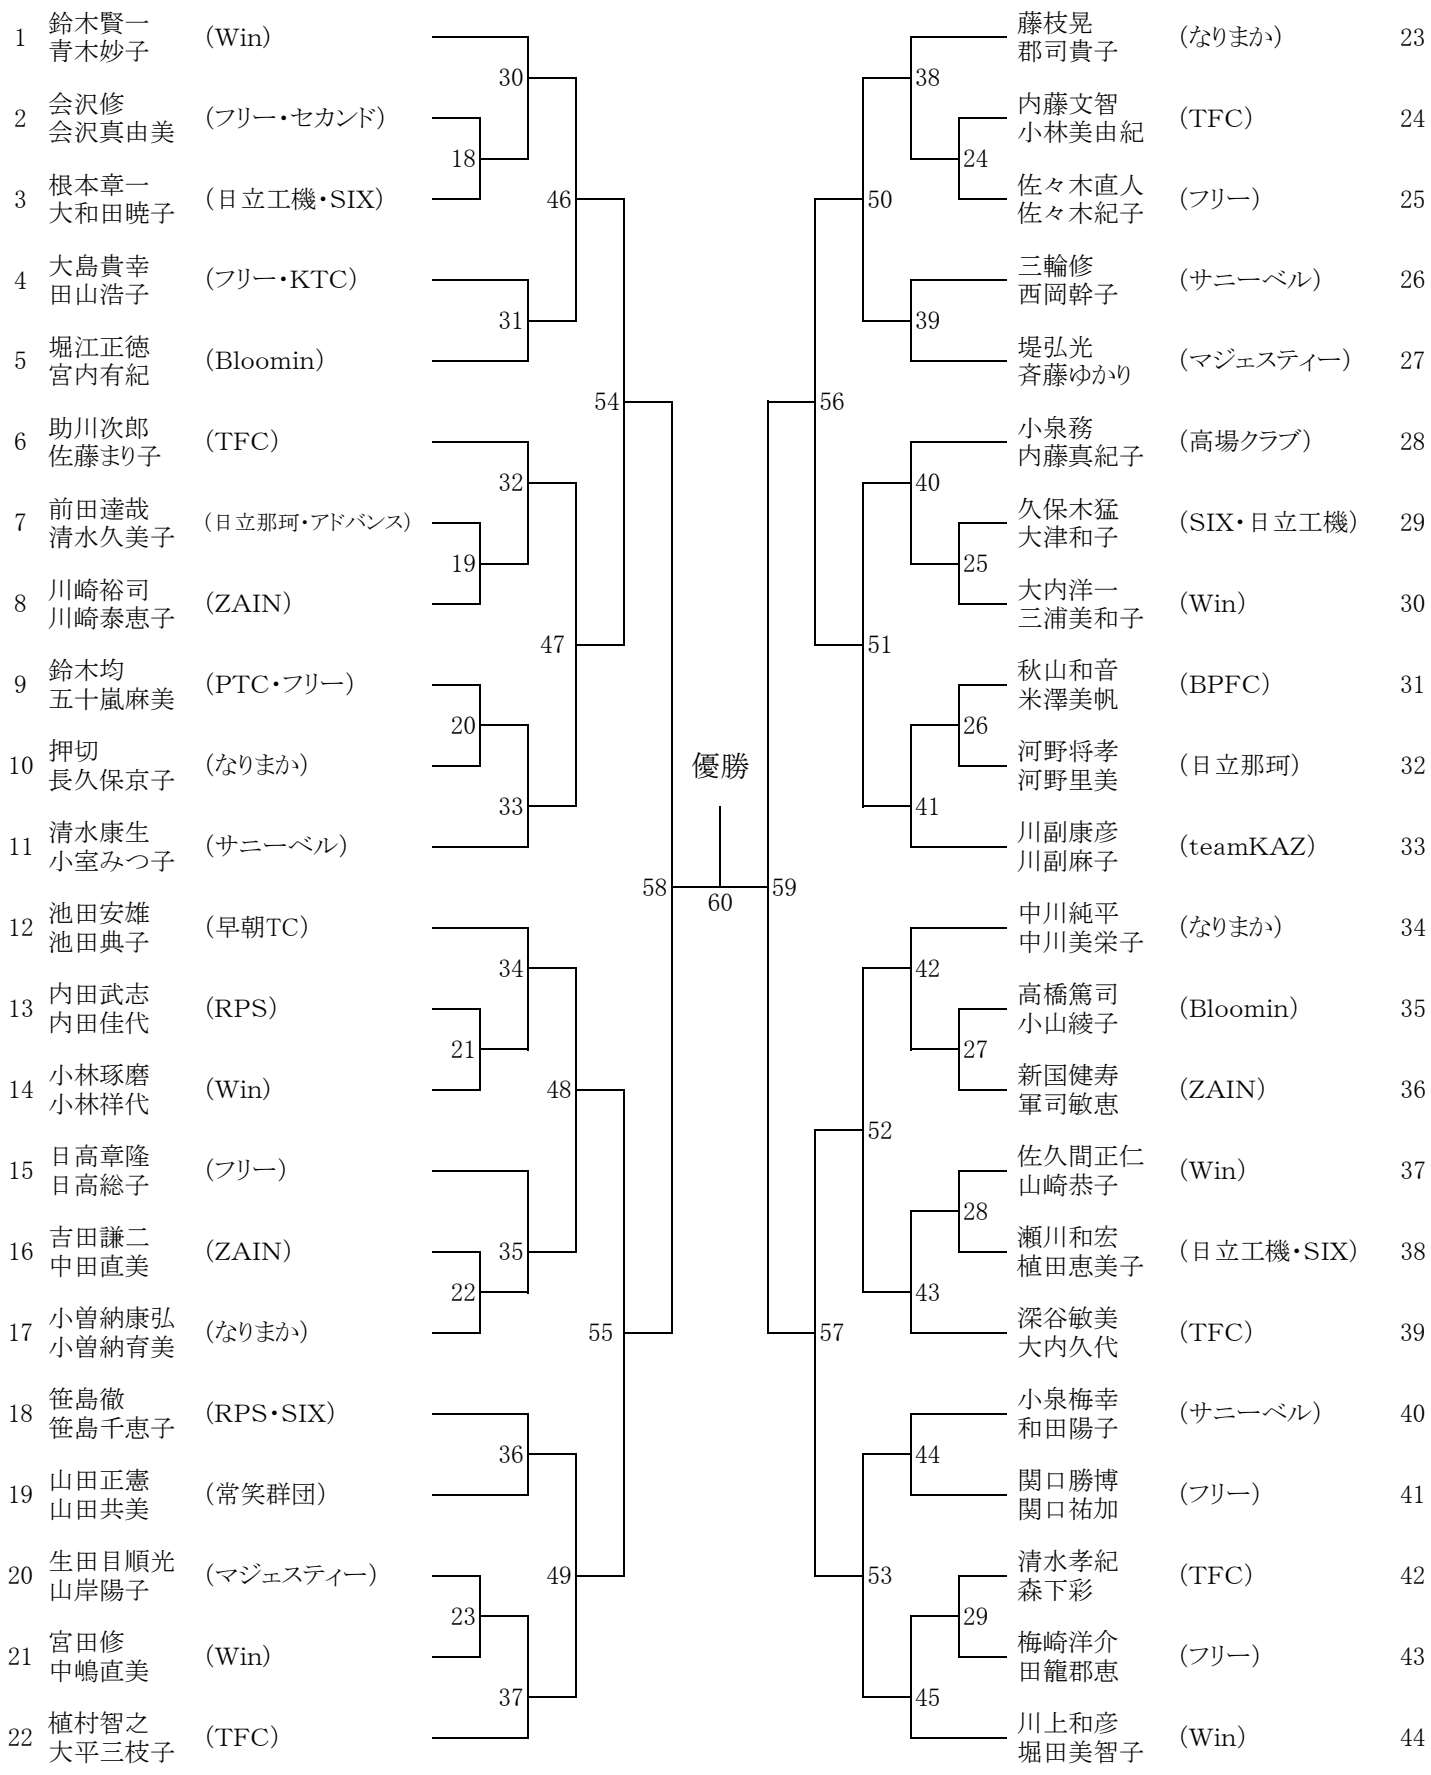 1 鈴木賢一 (Win)
青木妙子
2 会沢修 (フリー・セカンド)
会沢真由美
3 根本章一 (日立工機・SIX)
大和田暁子
4 大島貴幸 (フリー・KTC)
田山浩子
5 堀江正徳 (Bloomin)
宮内有紀
6 助川次郎 (TFC)
佐藤まり子
7 前田達哉 (日立那珂・アドバンス)
清水久美子
8 川崎裕司 (ZAIN)
川崎泰恵子
9 鈴木均 (PTC・フリー)
五十嵐麻美
10 押切 (なりまか)
長久保京子
11 清水康生 (サニーベル)
小室みつ子
12 池田安雄 (早朝TC)
池田典子
13 内田武志 (RPS)
内田佳代
14 小林琢磨 (Win)
小林祥代
15 日高章隆 (フリー)
日高総子
16 吉田謙二 (ZAIN)
中田直美
17 小曽納康弘 (なりまか)
小曽納育美
18 笹島徹 (RPS・SIX)
笹島千恵子
19 山田正憲 (常笑群団)
山田共美
20 生田目順光 (マジェスティー)
山岸陽子
21 宮田修 (Win)
中嶋直美
22 植村智之 (TFC)
大平三枝子
30
18
46
31
54
32
19
47
20
33
58
34
21
48
35
22
55
36
49
23
37
優勝
60
59
38
24
50
39
56
40
25
51
26
41
42
27
52
28
43
57
44
53
29
45
藤枝晃 (なりまか) 23
郡司貴子
内藤文智 (TFC) 24
小林美由紀
佐々木直人 (フリー) 25
佐々木紀子
三輪修 (サニーベル) 26
西岡幹子
堤弘光 (マジェスティー) 27
斉藤ゆかり
小泉務 (高場クラブ) 28
内藤真紀子
久保木猛 (SIX・日立工機) 29
大津和子
大内洋一 (Win) 30
三浦美和子
秋山和音 (BPFC) 31
米澤美帆
河野将孝 (日立那珂) 32
河野里美
川副康彦 (teamKAZ) 33
川副麻子
中川純平 (なりまか) 34
中川美栄子
高橋篤司 (Bloomin) 35
小山綾子
新国健寿 (ZAIN) 36
軍司敏恵
佐久間正仁 (Win) 37
山崎恭子
瀬川和宏 (日立工機・SIX) 38
植田恵美子
深谷敏美 (TFC) 39
大内久代
小泉梅幸 (サニーベル) 40
和田陽子
関口勝博 (フリー) 41
関口祐加
清水孝紀 (TFC) 42
森下彩
梅崎洋介 (フリー) 43
田籠郡恵
川上和彦 (Win) 44
堀田美智子